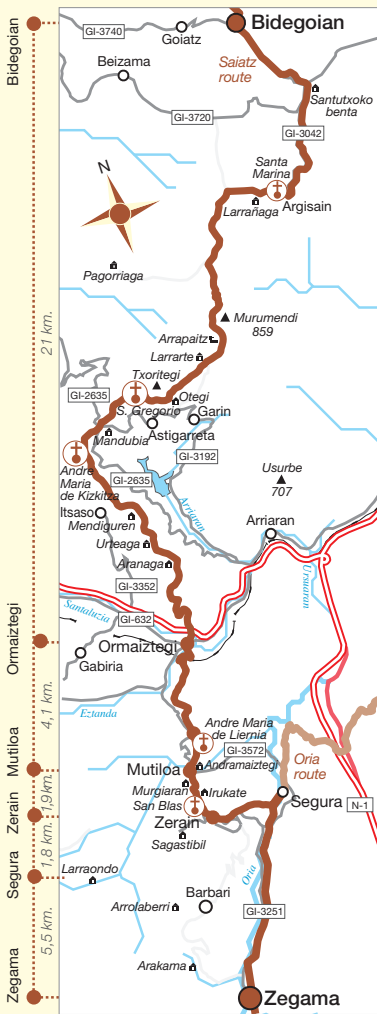 Bidegoian
21 km.
Ormaiztegi
4,1 km.
Mutiloa
1,9km.
Zerain
1,8 km.
Segura
5,5 km.
Zegama
Bidegoian
GI-3740
Goiatz
Saiatz
route
Beizama
Santutxoko
benta
GI-3720
GI-3042
Santa
Marina
N
Larrañaga
Argisain
Pagorriaga
Murumendi
859
Arrapaitz
Larrarte
Txoritegi
GI-2635
Otegi
S. Gregorio
Garin
Astigarreta
Mandubia
GI-3192
Andre
Maria
de Kizkitza
GI-2635
Usurbe
707
Itsaso
Mendiguren
Arriaran
Arriaran
Urteaga
Aranaga
Ursuaran
GI-3352
Santaluzia
GI-632
Ormaiztegi
Gabiria
Eztanda
Andre Maria
de Liernia
GI-3572
Oria
Mutiloa
Andramaiztegi
Oria
route
Murgiaran
Irukate
San Blas
Segura
N-1
Zerain
Sagastibil
Larraondo
Oria
Barbari
Arrolaberri
GI-3251
Arakama
Zegama